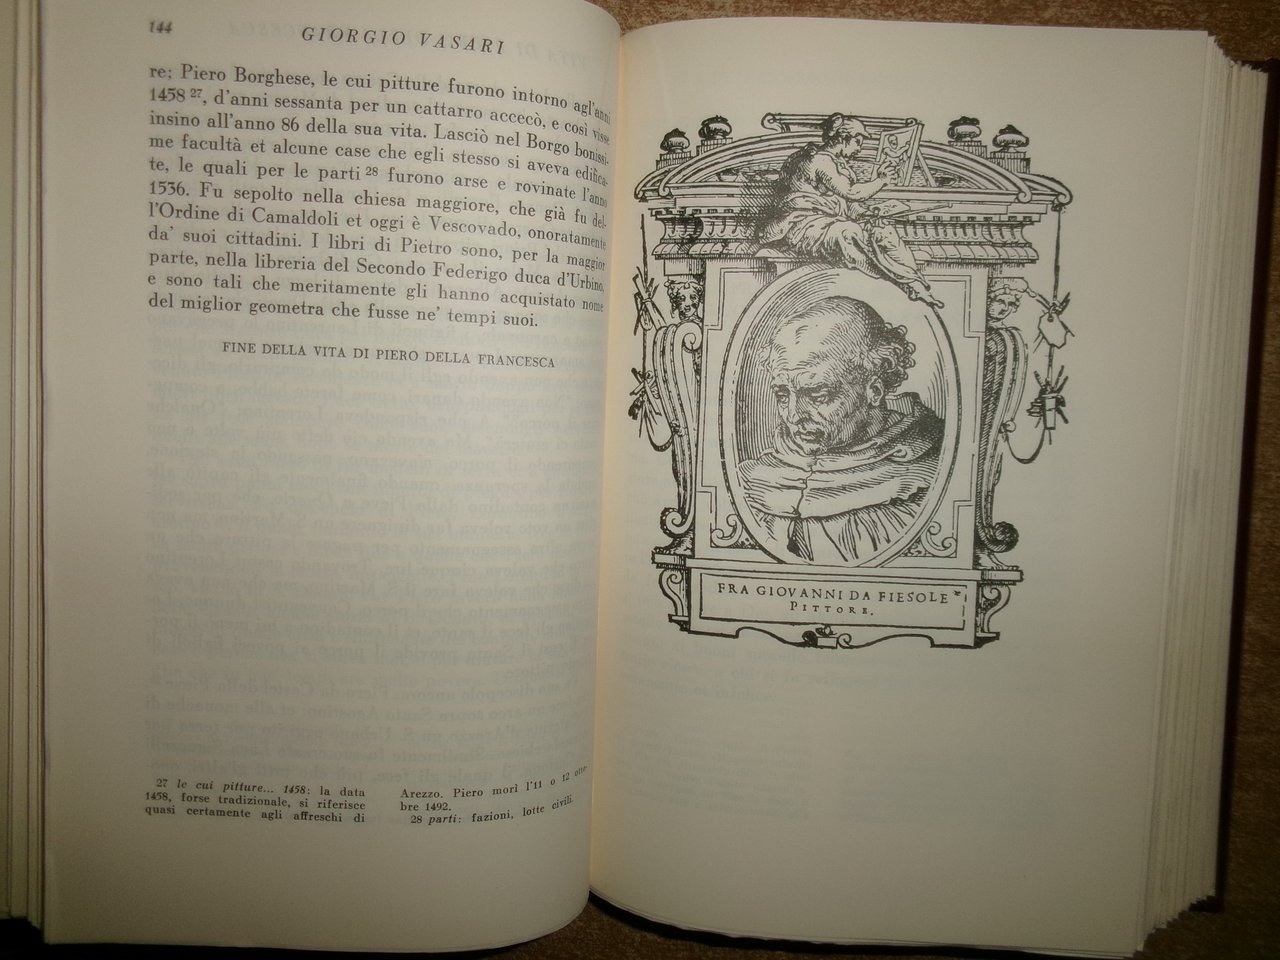 144
GIORGIO VASARI
re; Piero Borghese, le cui pitture furono intorno agl'anni
1458 27, d'anni sessanta per un cattarro accecò, e così visse
insino all'anno 86 della sua vita. Lasciò nel Borgo bonissi-
me facultà et alcune case che egli stesso si aveva edifica-
te, le quali per le parti 28 furono arse e rovinate l'anno
1536. Fu sepolto nella chiesa maggiore, che già fu del-
l'Ordine di Camaldoli et oggi è Vescovado, onoratamente
da' suoi cittadini. I libri di Pietro sono, per la maggior
parte, nella libreria del Secondo Federigo duca d'Urbino,
e sono tali che meritamente gli hanno acquistato nome
del miglior geometra che fusse ne' tempi suoi.
FINE DELLA VITA DI PIERO DELLA FRANCESCA
27 le cui pitture... 1458: la data
1458, forse tradizionale, si riferisce
quasi certamente agli affreschi di
Arezzo. Piero morì l'11 o 12 otto-
bre 1492.
28 parti: fazioni, lotte civili.
FRA GIOVANNI DA FIESOLE
PITTORE.